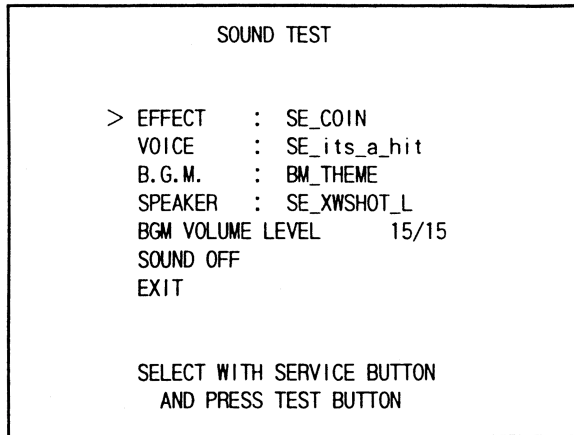 SOUND TEST
> EFFECT : SE_COIN
VOICE : SE_its_a_hit
B.G.M. : BM_THEME
SPEAKER : SE_XWSHOT_L
BGM VOLUME LEVEL 15/15
SOUND OFF
EXIT
SELECT WITH SERVICE BUTTON
AND PRESS TEST BUTTON